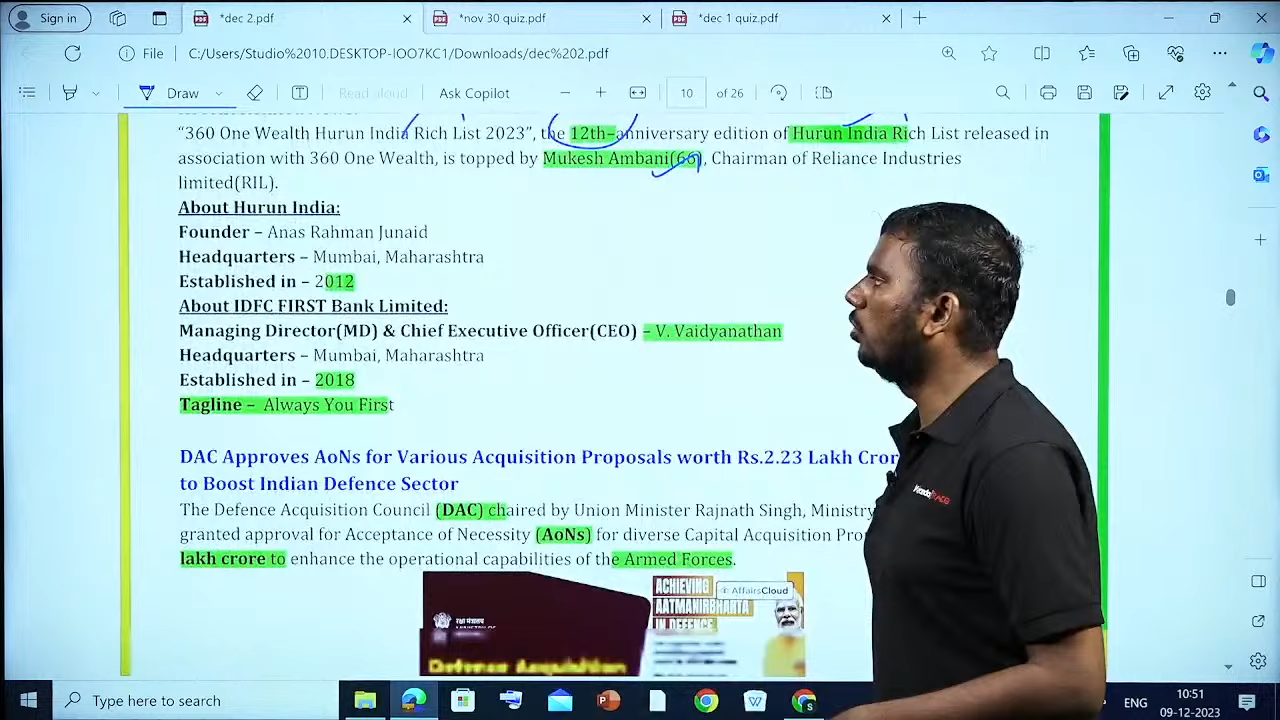 Sign in
*dec 2.pdf
*nov 30 quiz.pdf
*dec 1 quiz.pdf
File
C:/Users/Studio%2010.DESKTOP-IOO7KC1/Downloads/dec%202.pdf
Draw
Read aloud
Ask Copilot
10 of 26
“360 One Wealth Hurun India Rich List 2023”, the 12th–anniversary edition of Hurun India Rich List released in
association with 360 One Wealth, is topped by Mukesh Ambani(66), Chairman of Reliance Industries
limited(RIL).
About Hurun India:
Founder – Anas Rahman Junaid
Headquarters – Mumbai, Maharashtra
Established in – 2012
About IDFC FIRST Bank Limited:
Managing Director(MD) & Chief Executive Officer(CEO) – V. Vaidyanathan
Headquarters – Mumbai, Maharashtra
Established in – 2018
Tagline – Always You First
DAC Approves AoNs for Various Acquisition Proposals worth Rs.2.23 Lakh Cror
to Boost Indian Defence Sector
The Defence Acquisition Council (DAC) chaired by Union Minister Rajnath Singh, Ministry
granted approval for Acceptance of Necessity (AoNs) for diverse Capital Acquisition Pro
lakh crore to enhance the operational capabilities of the Armed Forces.
ACHIEVING
AATMANIRBHARTA
IN DEFENCE
AffairsCloud
रक्षा मंत्रालय
Defence Acquisition
Type here to search
ENG
10:51
09-12-2023